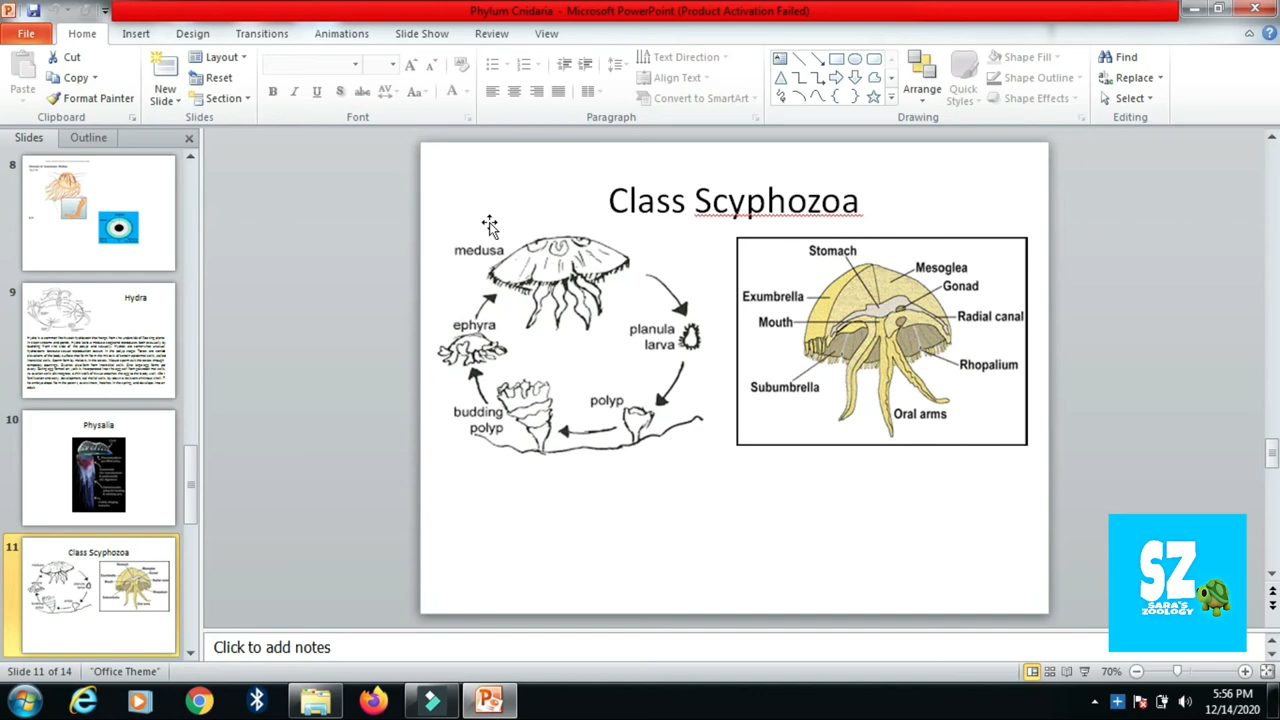 Phylum Cnidaria - Microsoft PowerPoint (Product Activation Failed)
File Home Insert Design Transitions Animations Slide Show Review View
Paste
Cut
Copy
Format Painter
Clipboard
New
Slide
Layout
Reset
Section
Slides
Font
Text Direction
Align Text
Convert to SmartArt
Paragraph
Arrange
Quick
Styles
Shape Fill
Shape Outline
Shape Effects
Drawing
Find
Replace
Select
Editing
Slides Outline
8
9
Hydra
10
Physalia
11
Class Scyphozoa
Class Scyphozoa
medusa
ephyra
budding
polyp
polyp
planula
larva
Stomach
Mesoglea
Gonad
Exumbrella
Mouth
Radial canal
Rhopalium
Subumbrella
Oral arms
SZ
SARA'S
ZOOLOGY
Click to add notes
Slide 11 of 14 "Office Theme" 70%
5:56 PM
12/14/2020